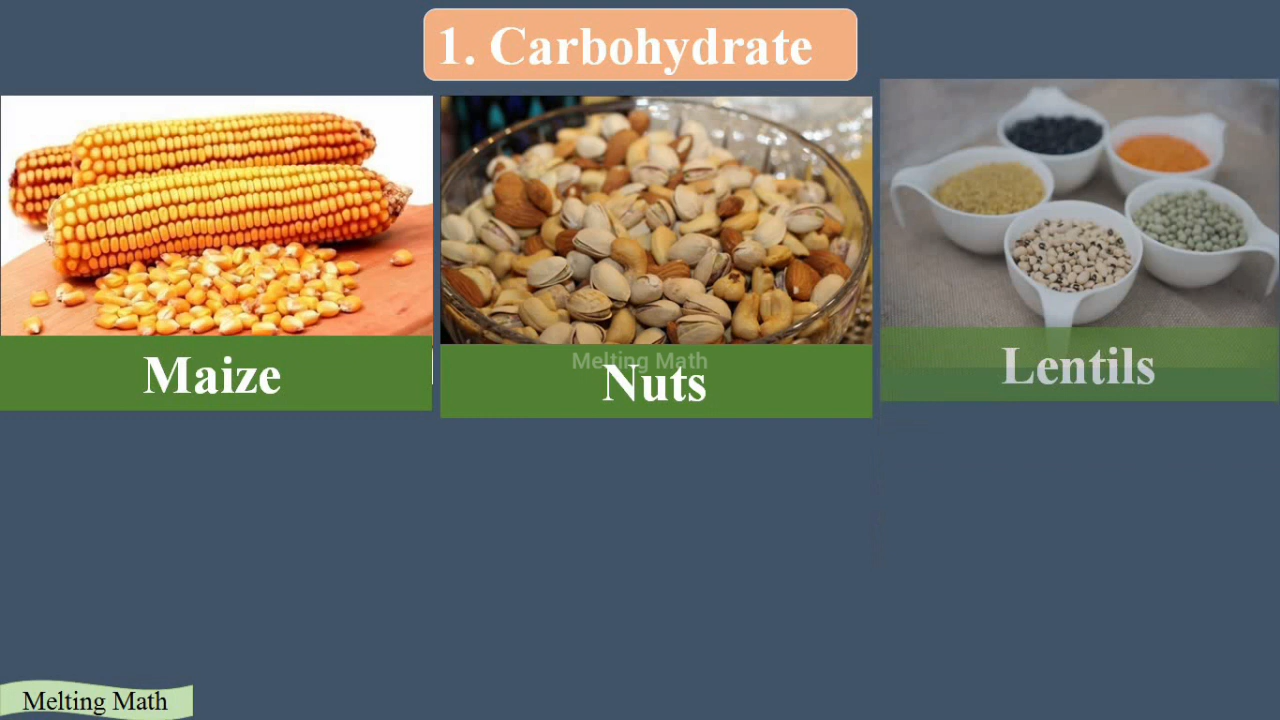 1. Carbohydrate
Maize
Melting Math
Nuts
Lentils
Melting Math